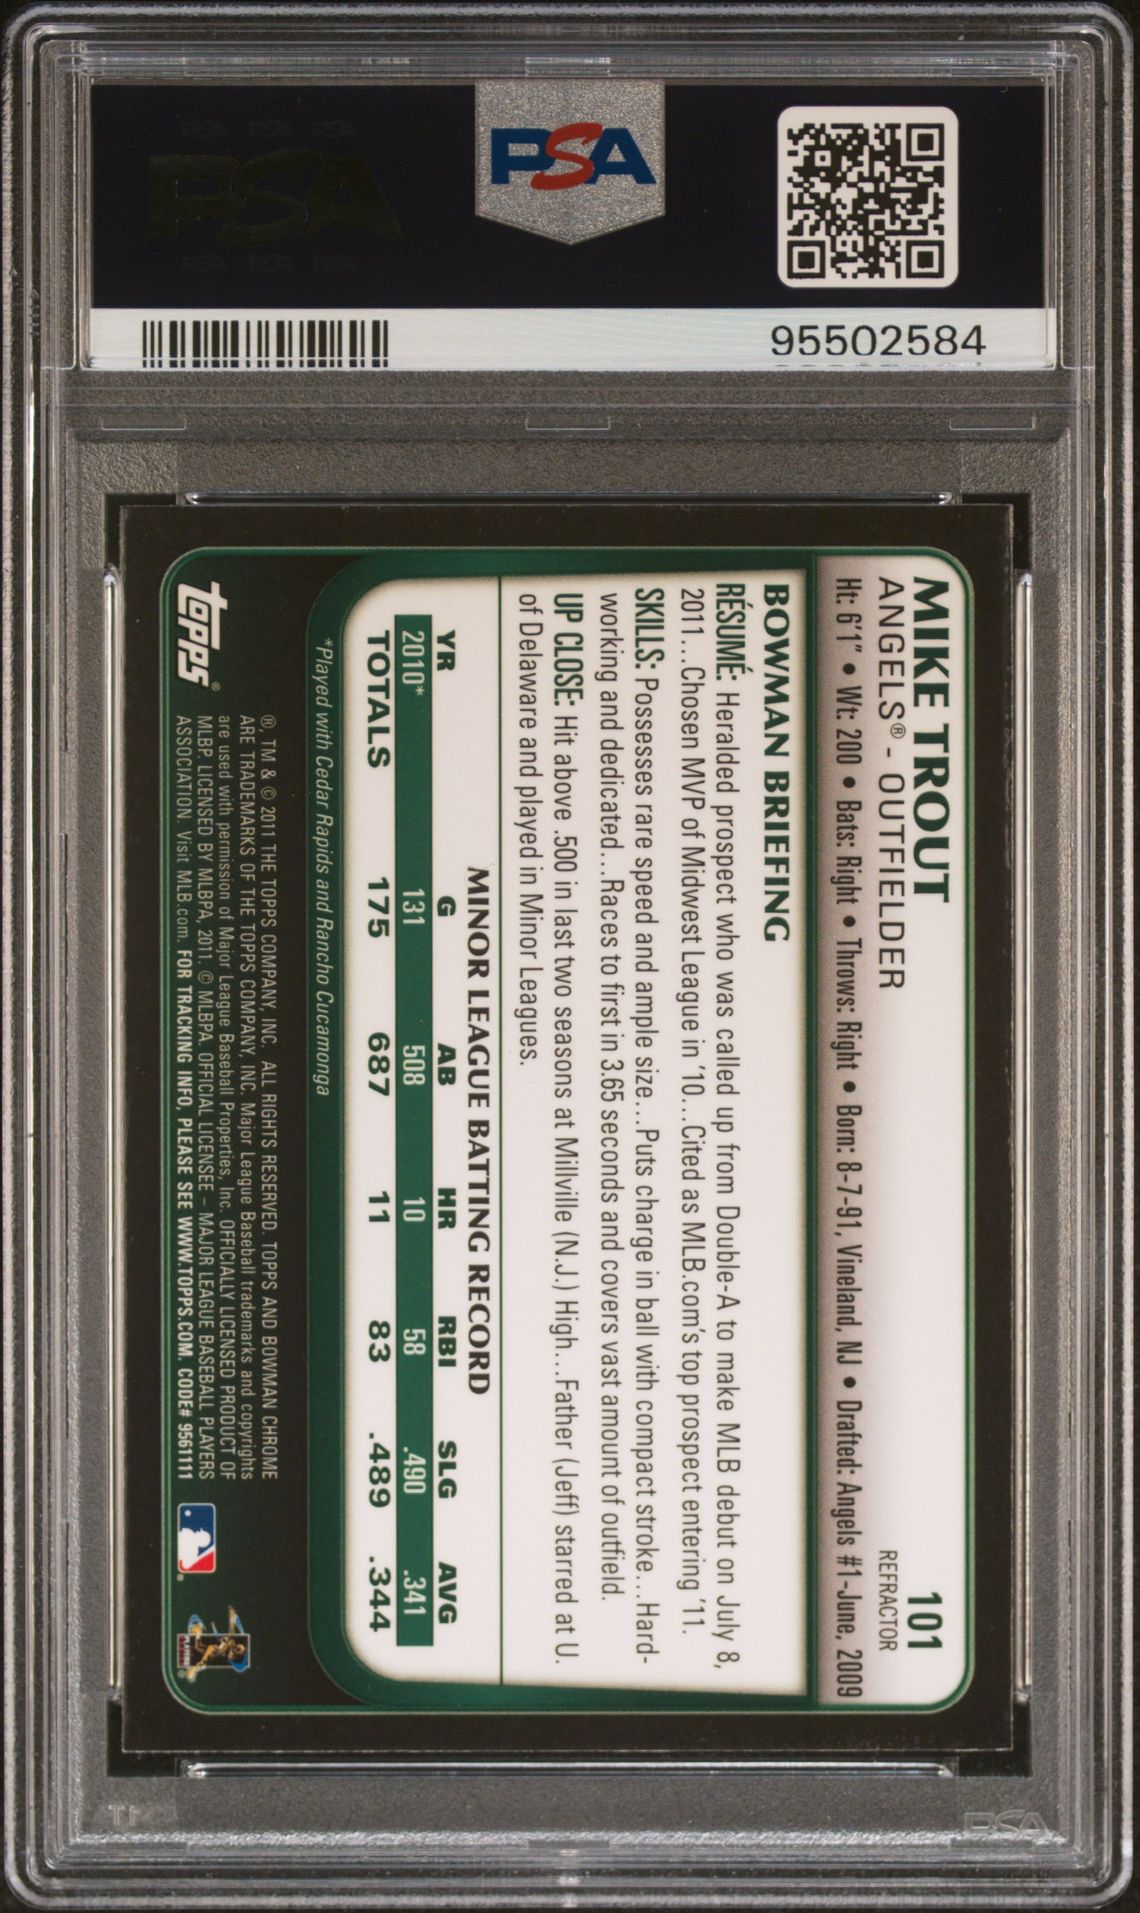 PSA PSA PSA
PSA
PSA PSA PSA
PSA
95502584
MIKE TROUT
101
ANGELS® - OUTFIELDER
REFRACTOR
Ht: 6'1" • Wt: 200 • Bats: Right • Throws: Right • Born: 8-7-91, Vineland, NJ • Drafted: Angels #1-June, 2009
BOWMAN BRIEFING
RÉSUMÉ: Heralded prospect who was called up from Double-A to make MLB debut on July 8,
2011...Chosen MVP of Midwest League in '10...Cited as MLB.com's top prospect entering '11.
SKILLS: Possesses rare speed and ample size...Puts charge in ball with compact stroke...Hard-
working and dedicated...Races to first in 3.65 seconds and covers vast amount of outfield.
UP CLOSE: Hit above .500 in last two seasons at Millville (N.J.) High...Father (Jeff) starred at U.
of Delaware and played in Minor Leagues.
MINOR LEAGUE BATTING RECORD
YR G AB HR RBI SLG AVG
2010* 131 508 10 58 .490 .341
TOTALS 175 687 11 83 .489 .344
*Played with Cedar Rapids and Rancho Cucamonga
topps®
®, TM & © 2011 THE TOPPS COMPANY, INC. ALL RIGHTS RESERVED. TOPPS AND BOWMAN CHROME
ARE TRADEMARKS OF THE TOPPS COMPANY, INC. Major League Baseball trademarks and copyrights
are used with permission of Major League Baseball Properties, Inc. OFFICIALLY LICENSED PRODUCT OF
MLBP. LICENSED BY MLBPA, 2011. © MLBPA. OFFICIAL LICENSEE – MAJOR LEAGUE BASEBALL PLAYERS
ASSOCIATION. Visit MLB.com. FOR TRACKING INFO, PLEASE SEE WWW.TOPPS.COM. CODE# 9561111
PSA